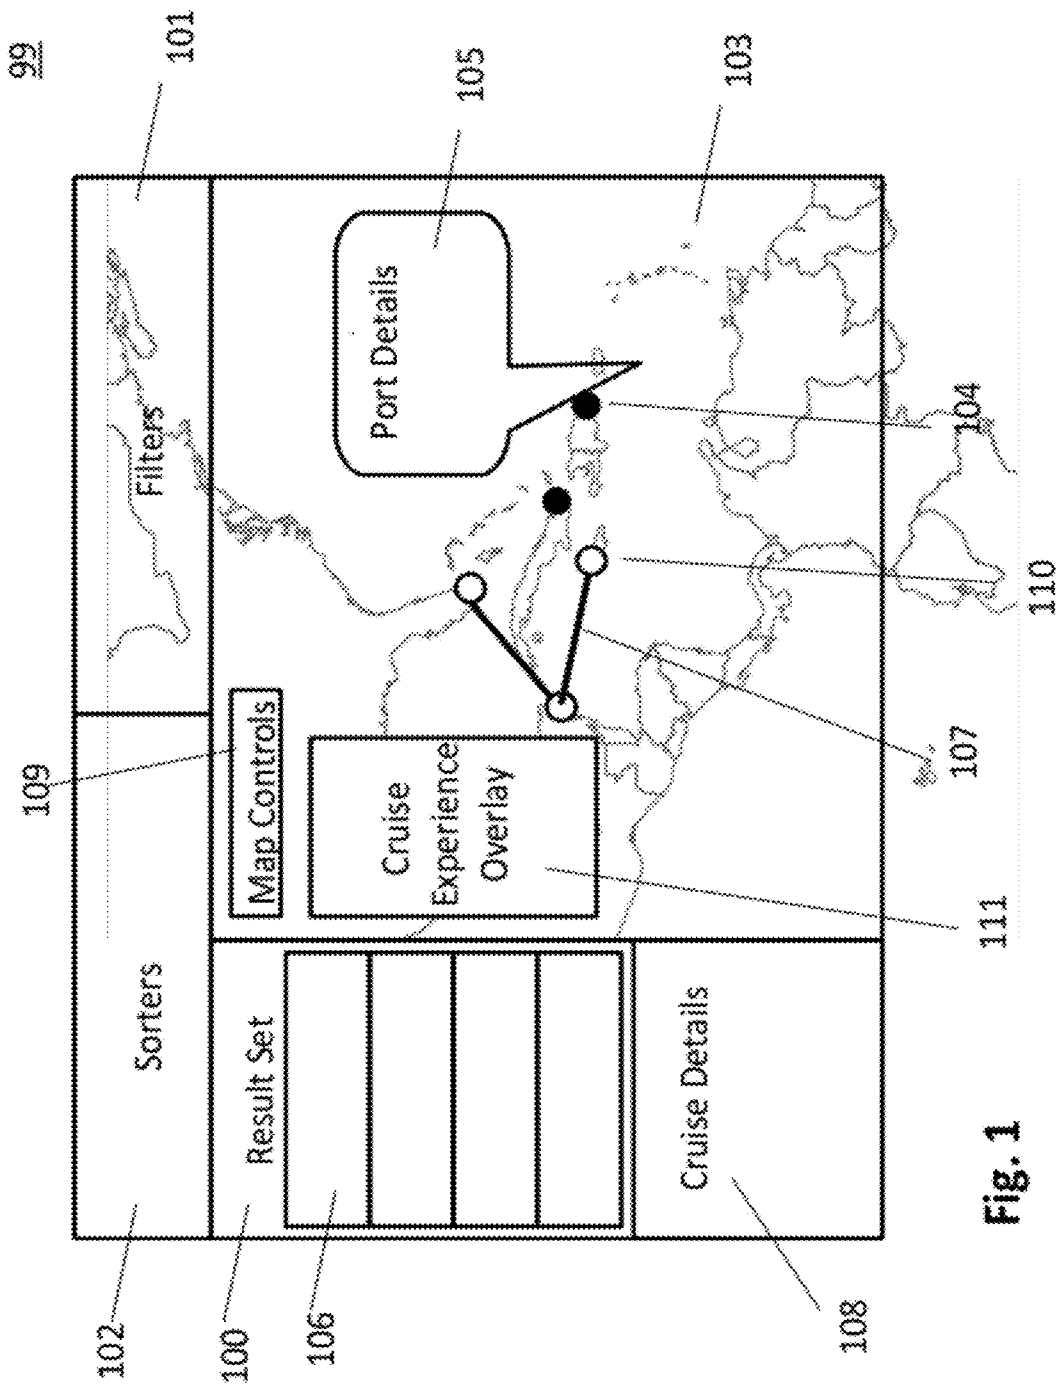 99
102
Sorters
109
Filters
101
100
Result Set
Map Controls
106
Cruise
Experience
Overlay
Port Details
105
Cruise Details
103
108
111
107
110
104
Fig. 1